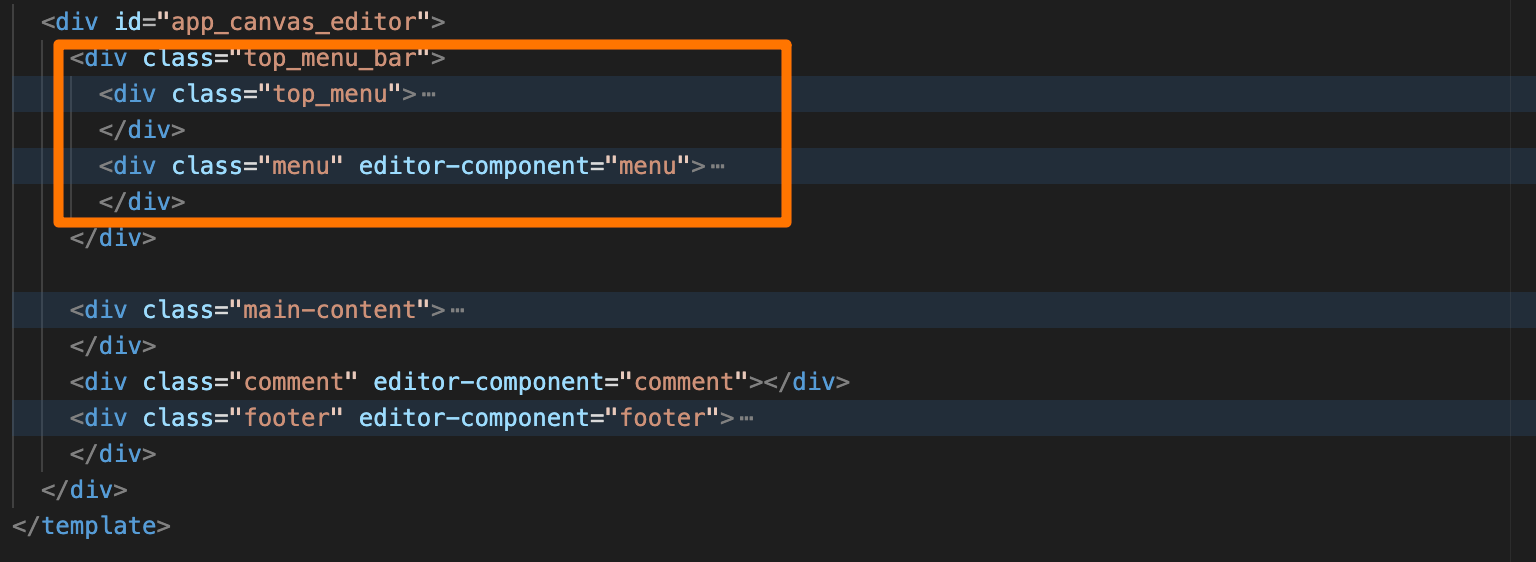 <div id="app_canvas_editor">
<div class="top_menu_bar">
<div class="top_menu">⋯
</div>
<div class="menu" editor-component="menu">⋯
</div>
</div>
<div class="main-content">⋯
</div>
<div class="comment" editor-component="comment"></div>
<div class="footer" editor-component="footer">⋯
</div>
</div>
</template>